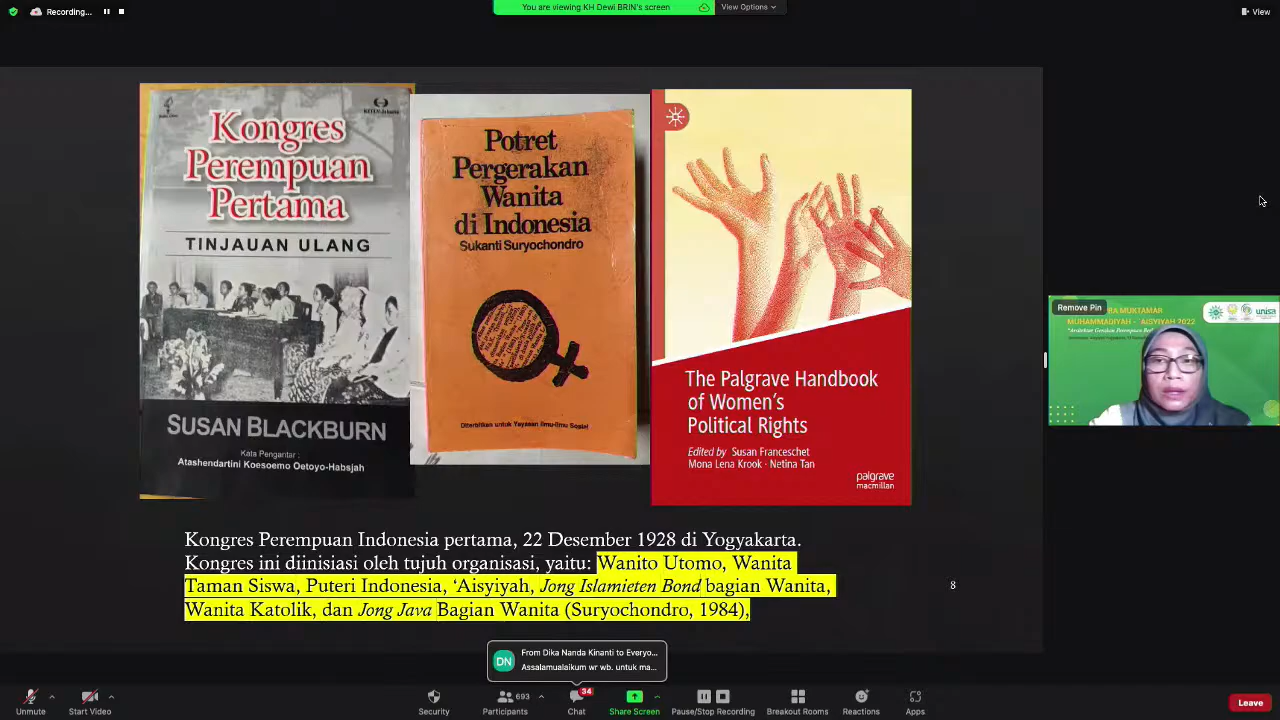 Recording...
You are viewing KH Dewi BRIN's screen
View Options
View
Kongres
Perempuan
Pertama
TINJAUAN ULANG
SUSAN BLACKBURN
Kata Pengantar :
Atashendartini Koesoemo Oetoyo-Habsjah
Potret
Pergerakan
Wanita
di Indonesia
Sukanti Suryochondro
Diterbitkan untuk Yayasan Ilmu-Ilmu Sosial
The Palgrave Handbook
of Women's
Political Rights
Edited by Susan Franceschet
Mona Lena Krook · Netina Tan
palgrave
macmillan
Remove Pin
RA MUKTAMAR
MUHAMMADIYAH - 'AISYIYAH 2022
unisa
Kongres Perempuan Indonesia pertama, 22 Desember 1928 di Yogyakarta.
Kongres ini diinisiasi oleh tujuh organisasi, yaitu: Wanito Utomo, Wanita
Taman Siswa, Puteri Indonesia, ‘Aisyiyah, Jong Islamieten Bond bagian Wanita,
Wanita Katolik, dan Jong Java Bagian Wanita (Suryochondro, 1984),
8
DN
From Dika Nanda Kinanti to Everyo...
Assalamualaikum wr wb. untuk ma...
Unmute
Start Video
Security
693
Participants
34
Chat
Share Screen
Pause/Stop Recording
Breakout Rooms
Reactions
Apps
Leave